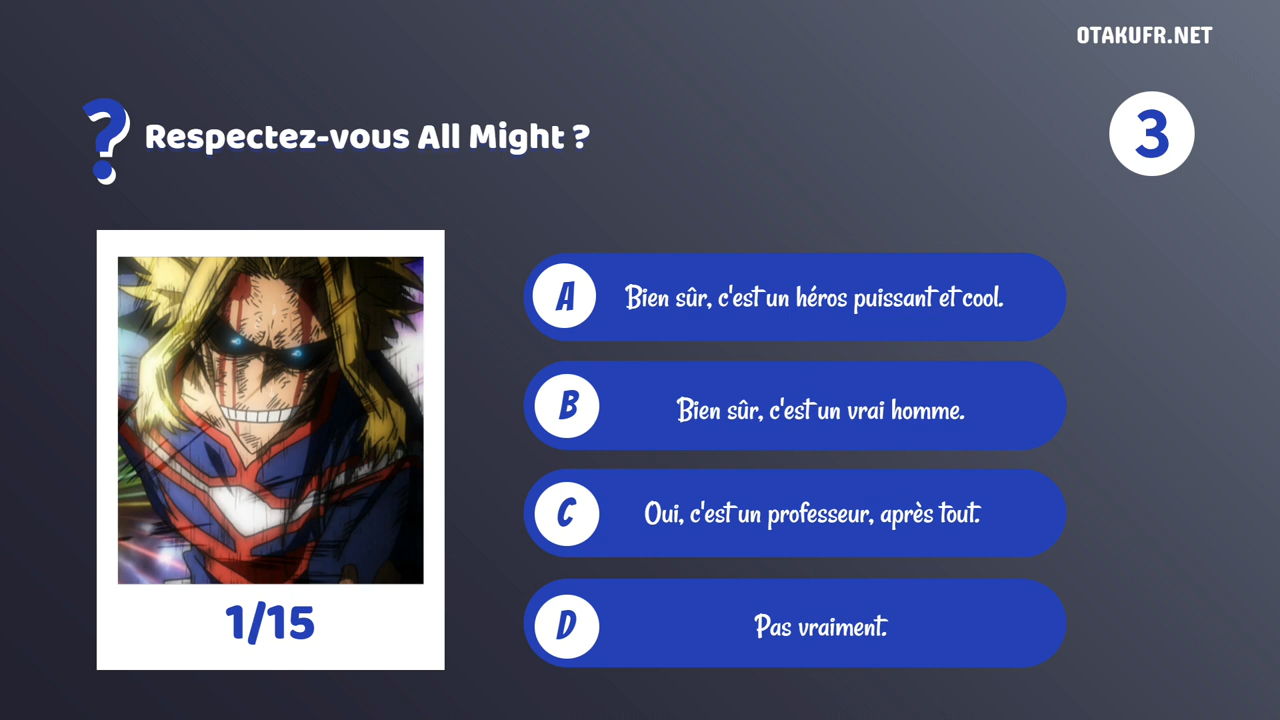 OTAKUFR.NET
? Respectez-vous All Might ?
3
A Bien sûr, c'est un héros puissant et cool.
B Bien sûr, c'est un vrai homme.
C Oui, c'est un professeur, après tout.
D Pas vraiment.
1/15